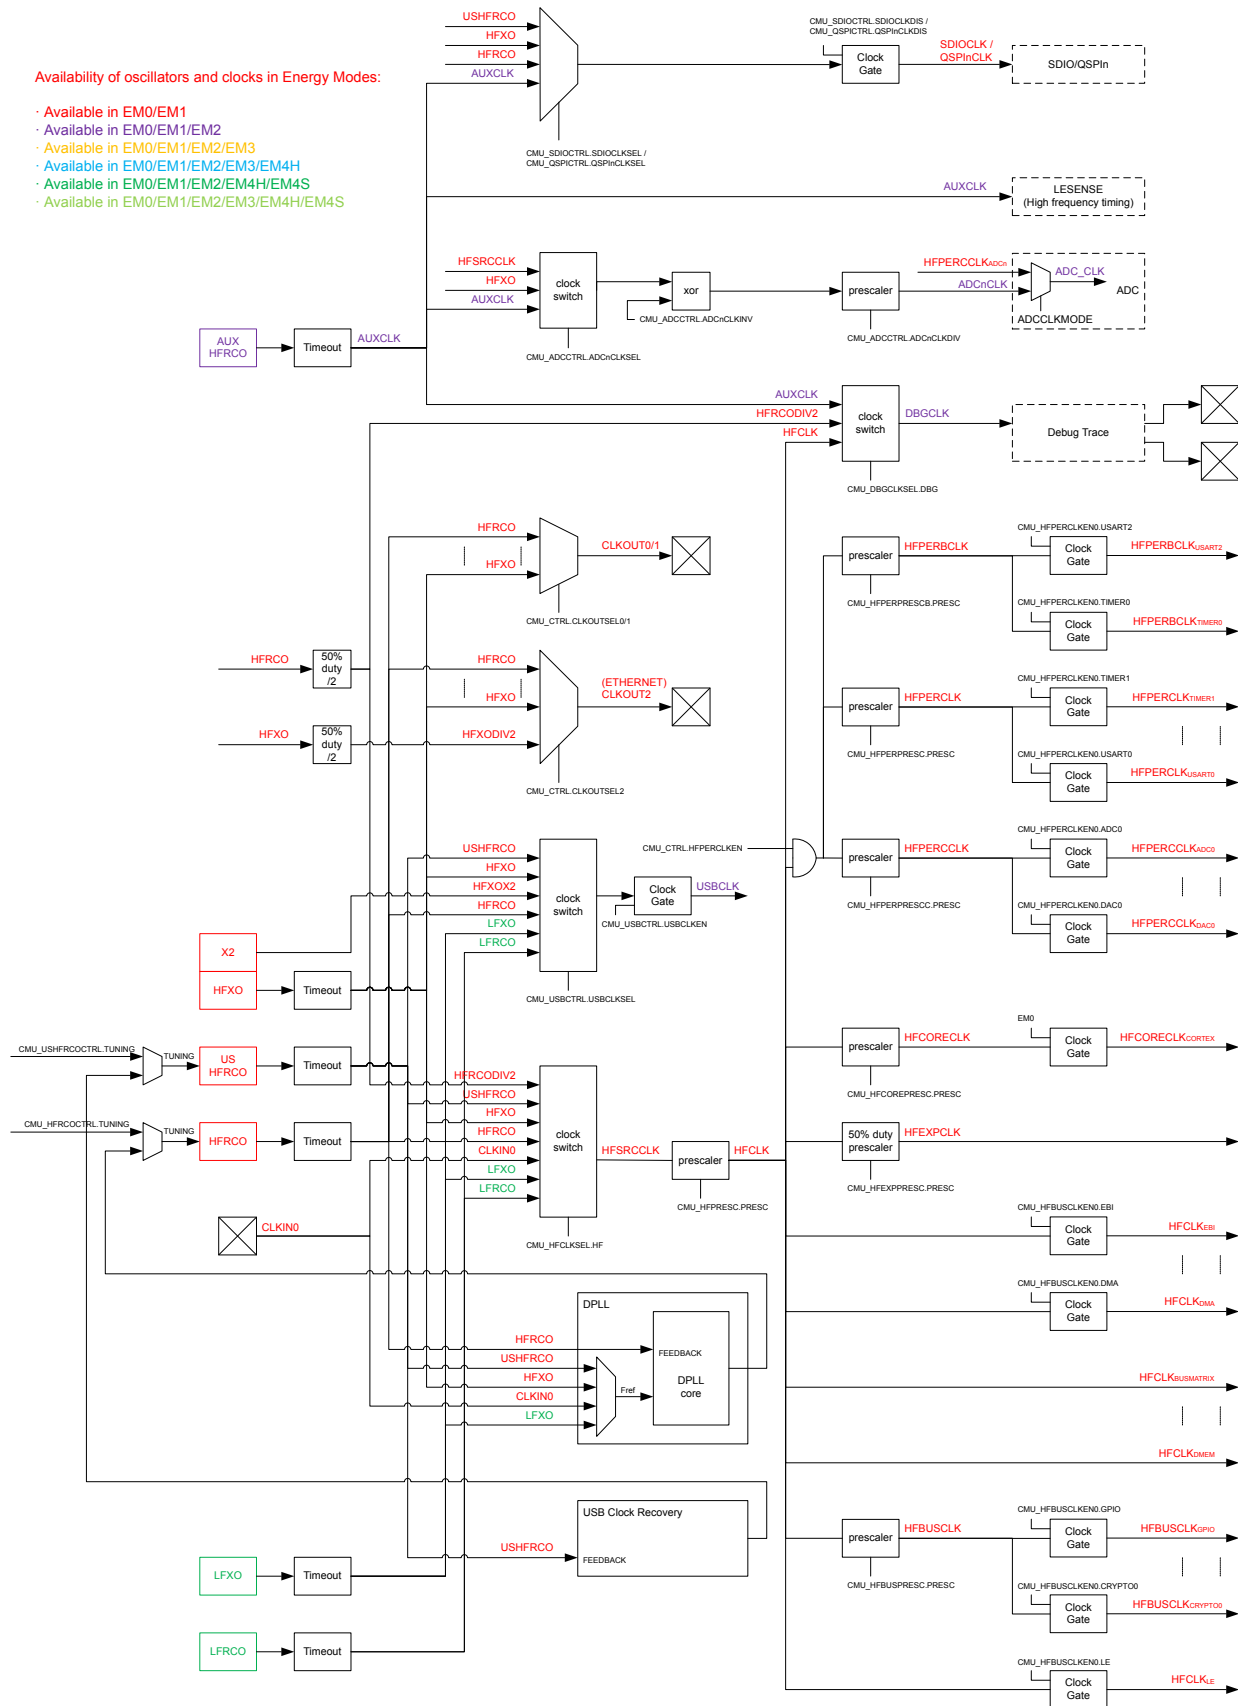 USHFRCO
HFXO
HFRCO
AUXCLK
CMU_SDIOCTRL.SDIOCLKDIS /
CMU_QSPICTRL.QSPInCLKDIS
Clock
Gate
SDIOCLK /
QSPInCLK
SDIO/QSPIn
CMU_SDIOCTRL.SDIOCLKSEL /
CMU_QSPICTRL.QSPInCLKSEL
Availability of oscillators and clocks in Energy Modes:
· Available in EM0/EM1
· Available in EM0/EM1/EM2
· Available in EM0/EM1/EM2/EM3
· Available in EM0/EM1/EM2/EM3/EM4H
· Available in EM0/EM1/EM2/EM4H/EM4S
· Available in EM0/EM1/EM2/EM3/EM4H/EM4S
AUXCLK
LESENSE
(High frequency timing)
HFSRCCLK
HFXO
AUXCLK
clock
switch
CMU_ADCCTRL.ADCnCLKSEL
xor
CMU_ADCCTRL.ADCnCLKINV
prescaler
CMU_ADCCTRL.ADCnCLKDIV
HFPERCCLKADCn
ADCnCLK
ADC_CLK
ADC
ADCCLKMODE
AUX
HFRCO
Timeout
AUXCLK
AUXCLK
HFRCODIV2
HFCLK
clock
switch
DBGCLK
CMU_DBGCLKSEL.DBG
Debug Trace
HFRCO
HFXO
CLKOUT0/1
CMU_CTRL.CLKOUTSEL0/1
HFRCO
50%
duty
/2
HFXO
50%
duty
/2
HFRCO
HFXO
HFXODIV2
(ETHERNET)
CLKOUT2
CMU_CTRL.CLKOUTSEL2
prescaler
HFPERBCLK
CMU_HFPERPRESCB.PRESC
CMU_HFPERCLKEN0.USART2
Clock
Gate
HFPERBCLKUSART2
CMU_HFPERCLKEN0.TIMER0
Clock
Gate
HFPERBCLKTIMER0
prescaler
HFPERCLK
CMU_HFPERPRESC.PRESC
CMU_HFPERCLKEN0.TIMER1
Clock
Gate
HFPERCLKTIMER1
CMU_HFPERCLKEN0.USART0
Clock
Gate
HFPERCLKUSART0
CMU_CTRL.HFPERCLKEN
prescaler
HFPERCCLK
CMU_HFPERPRESCC.PRESC
CMU_HFPERCLKEN0.ADC0
Clock
Gate
HFPERCCLKADC0
CMU_HFPERCLKEN0.DAC0
Clock
Gate
HFPERCCLKDAC0
USHFRCO
HFXO
HFXOX2
HFRCO
LFXO
LFRCO
clock
switch
CMU_USBCTRL.USBCLKSEL
Clock
Gate
USBCLK
CMU_USBCTRL.USBCLKEN
X2
HFXO
Timeout
CMU_USHFRCOCTRL.TUNING
TUNING
US
HFRCO
Timeout
CMU_HFRCOCTRL.TUNING
TUNING
HFRCO
Timeout
CLKIN0
HFRCODIV2
USHFRCO
HFXO
HFRCO
CLKIN0
LFXO
LFRCO
clock
switch
CMU_HFCLKSEL.HF
HFSRCCLK
prescaler
HFCLK
CMU_HFPRESC.PRESC
prescaler
HFCORECLK
CMU_HFCOREPRESC.PRESC
EM0
Clock
Gate
HFCORECLKCORTEX
50% duty
prescaler
HFEXPCLK
CMU_HFEXPPRESC.PRESC
CMU_HFBUSCLKEN0.EBI
Clock
Gate
HFCLKEBI
CMU_HFBUSCLKEN0.DMA
Clock
Gate
HFCLKDMA
DPLL
HFRCO
USHFRCO
HFXO
CLKIN0
LFXO
Fref
FEEDBACK
DPLL
core
HFCLKBUSMATRIX
HFCLKDMEM
USB Clock Recovery
USHFRCO
FEEDBACK
prescaler
HFBUSCLK
CMU_HFBUSPRESC.PRESC
CMU_HFBUSCLKEN0.GPIO
Clock
Gate
HFBUSCLKGPIO
CMU_HFBUSCLKEN0.CRYPTO0
Clock
Gate
HFBUSCLKCRYPTO0
LFXO
Timeout
LFRCO
Timeout
CMU_HFBUSCLKEN0.LE
Clock
Gate
HFCLKLE